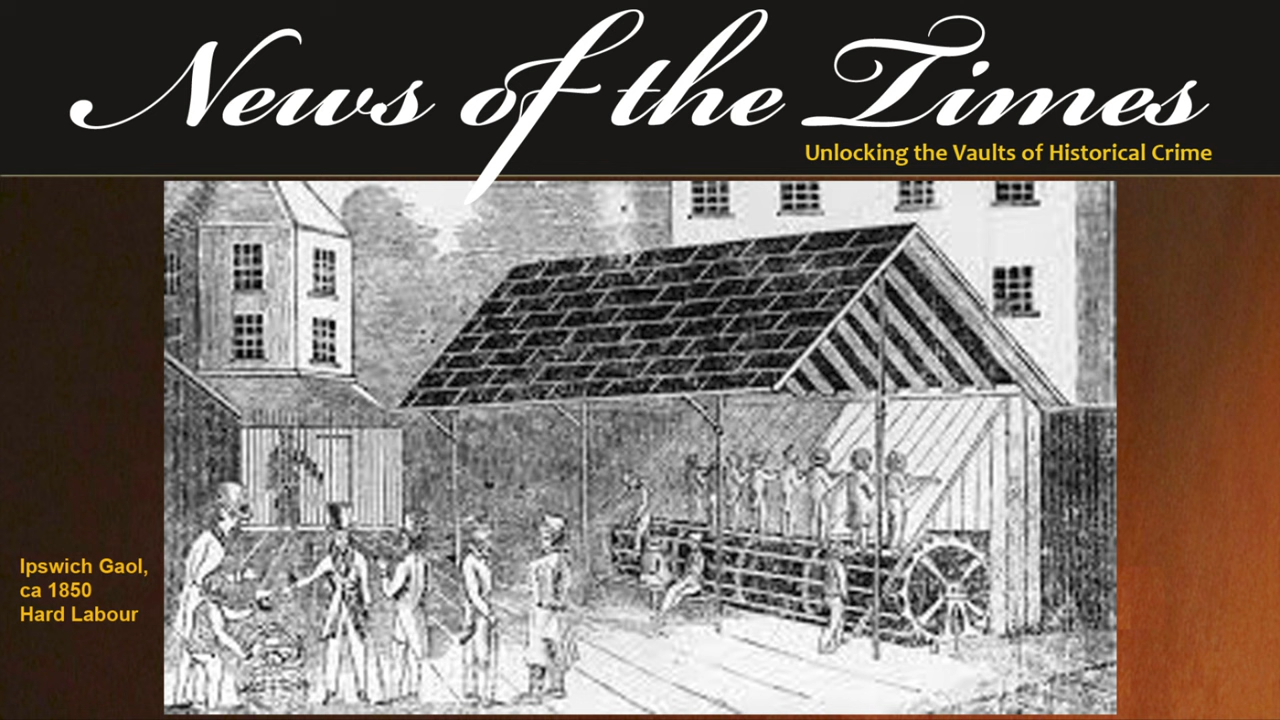 News of the Times
Unlocking the Vaults of Historical Crime
Ipswich Gaol,
ca 1850
Hard Labour